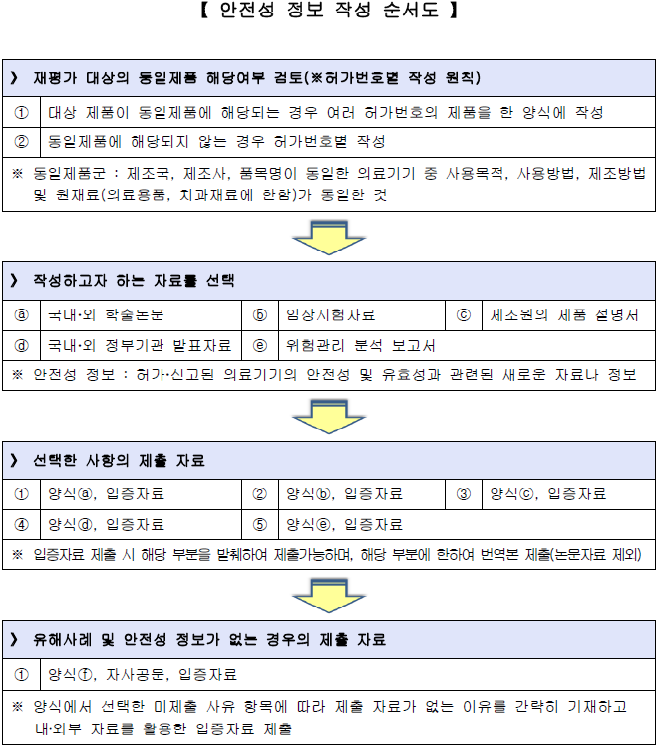 【 안전성 정보 작성 순서도 】
》 재평가 대상의 동일제품 해당여부 검토(※허가번호별 작성 원칙)
① 대상 제품이 동일제품에 해당되는 경우 여러 허가번호의 제품을 한 양식에 작성
② 동일제품에 해당되지 않는 경우 허가번호별 작성
※ 동일제품군 : 제조국, 제조사, 품목명이 동일한 의료기기 중 사용목적, 사용방법, 제조방법
및 원재료(의료용품, 치과재료에 한함)가 동일한 것
》 작성하고자 하는 자료를 선택
ⓐ 국내·외 학술논문 ⓑ 임상시험자료 ⓒ 제조원의 제품 설명서
ⓓ 국내·외 정부기관 발표자료 ⓔ 위험관리 분석 보고서
※ 안전성 정보 : 허가·신고된 의료기기의 안전성 및 유효성과 관련된 새로운 자료나 정보
》 선택한 사항의 제출 자료
① 양식ⓐ, 입증자료 ② 양식ⓑ, 입증자료 ③ 양식ⓒ, 입증자료
④ 양식ⓓ, 입증자료 ⑤ 양식ⓔ, 입증자료
※ 입증자료 제출 시 해당 부분을 발췌하여 제출가능하며, 해당 부분에 한하여 번역본 제출(논문자료 제외)
》 유해사례 및 안전성 정보가 없는 경우의 제출 자료
① 양식ⓕ, 자사공문, 입증자료
※ 양식에서 선택한 미제출 사유 항목에 따라 제출 자료가 없는 이유를 간략히 기재하고
내·외부 자료를 활용한 입증자료 제출